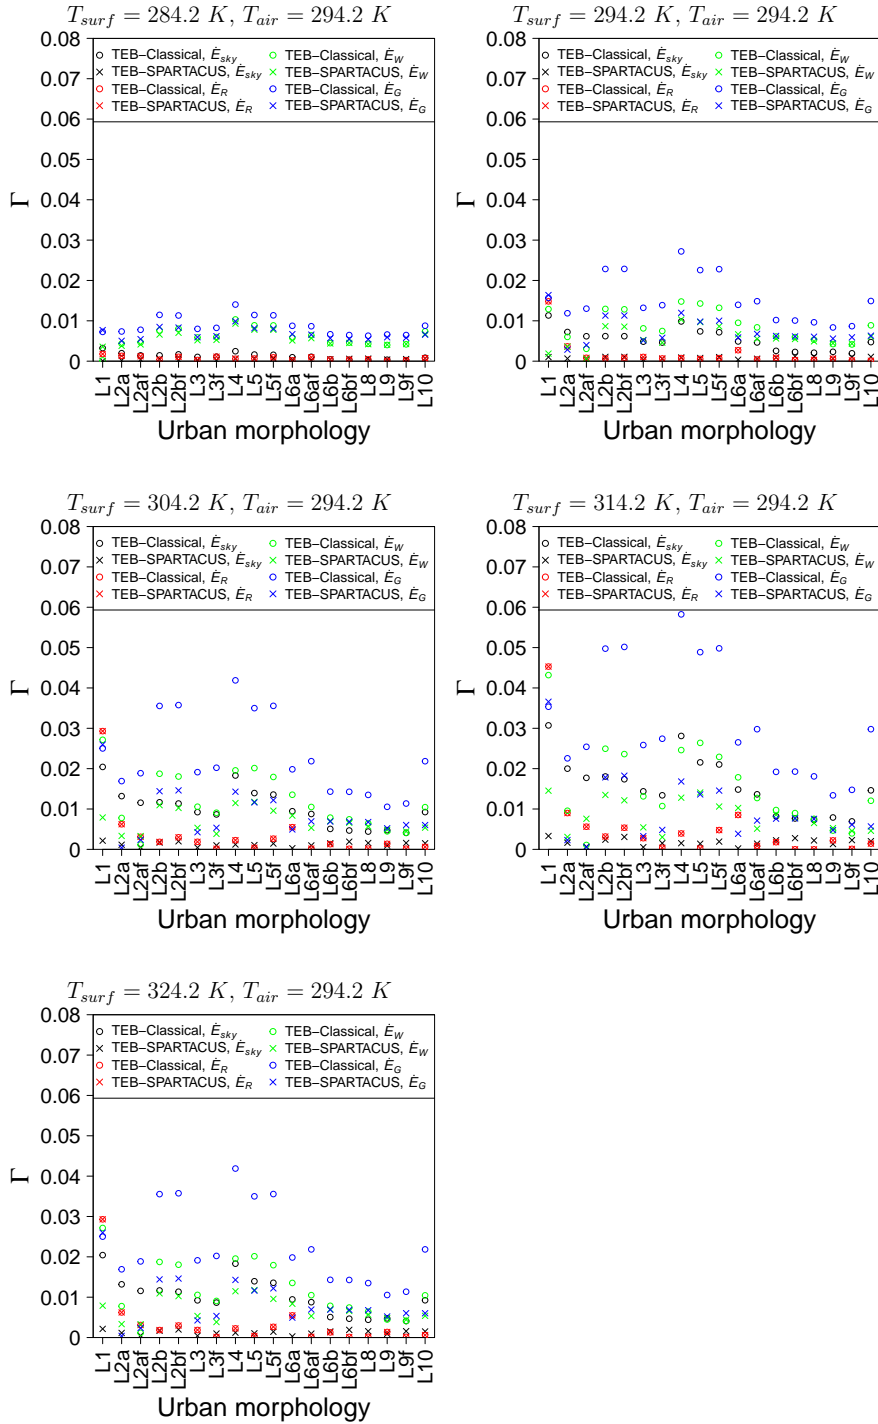 T_surf = 284.2 K, T_air = 294.2 K
0.08
0.07
0.06
0.05
0.04
0.03
0.02
0.01
0
Γ
TEB−Classical, Ė_sky
TEB−SPARTACUS, Ė_sky
TEB−Classical, Ė_R
TEB−SPARTACUS, Ė_R
TEB−Classical, Ė_W
TEB−SPARTACUS, Ė_W
TEB−Classical, Ė_G
TEB−SPARTACUS, Ė_G
L1 L2a L2af L2b L2bf L3 L3f L4 L5 L5f L6a L6af L6b L6bf L8 L9 L9f L10
Urban morphology
T_surf = 294.2 K, T_air = 294.2 K
0.08
0.07
0.06
0.05
0.04
0.03
0.02
0.01
0
Γ
TEB−Classical, Ė_sky
TEB−SPARTACUS, Ė_sky
TEB−Classical, Ė_R
TEB−SPARTACUS, Ė_R
TEB−Classical, Ė_W
TEB−SPARTACUS, Ė_W
TEB−Classical, Ė_G
TEB−SPARTACUS, Ė_G
L1 L2a L2af L2b L2bf L3 L3f L4 L5 L5f L6a L6af L6b L6bf L8 L9 L9f L10
Urban morphology
T_surf = 304.2 K, T_air = 294.2 K
0.08
0.07
0.06
0.05
0.04
0.03
0.02
0.01
0
Γ
TEB−Classical, Ė_sky
TEB−SPARTACUS, Ė_sky
TEB−Classical, Ė_R
TEB−SPARTACUS, Ė_R
TEB−Classical, Ė_W
TEB−SPARTACUS, Ė_W
TEB−Classical, Ė_G
TEB−SPARTACUS, Ė_G
L1 L2a L2af L2b L2bf L3 L3f L4 L5 L5f L6a L6af L6b L6bf L8 L9 L9f L10
Urban morphology
T_surf = 314.2 K, T_air = 294.2 K
0.08
0.07
0.06
0.05
0.04
0.03
0.02
0.01
0
Γ
TEB−Classical, Ė_sky
TEB−SPARTACUS, Ė_sky
TEB−Classical, Ė_R
TEB−SPARTACUS, Ė_R
TEB−Classical, Ė_W
TEB−SPARTACUS, Ė_W
TEB−Classical, Ė_G
TEB−SPARTACUS, Ė_G
L1 L2a L2af L2b L2bf L3 L3f L4 L5 L5f L6a L6af L6b L6bf L8 L9 L9f L10
Urban morphology
T_surf = 324.2 K, T_air = 294.2 K
0.08
0.07
0.06
0.05
0.04
0.03
0.02
0.01
0
Γ
TEB−Classical, Ė_sky
TEB−SPARTACUS, Ė_sky
TEB−Classical, Ė_R
TEB−SPARTACUS, Ė_R
TEB−Classical, Ė_W
TEB−SPARTACUS, Ė_W
TEB−Classical, Ė_G
TEB−SPARTACUS, Ė_G
L1 L2a L2af L2b L2bf L3 L3f L4 L5 L5f L6a L6af L6b L6bf L8 L9 L9f L10
Urban morphology